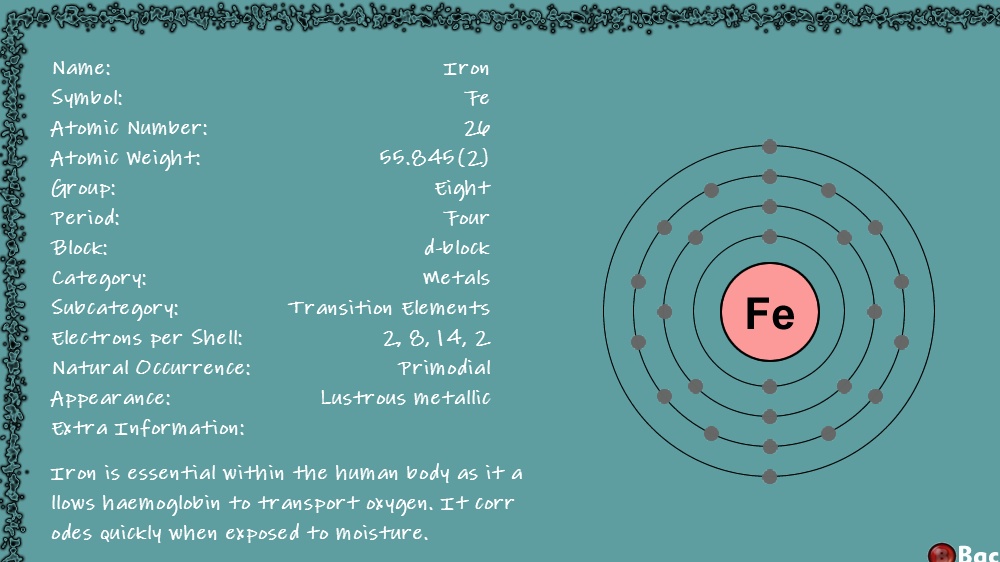 Name: Iron
Symbol: Fe
Atomic Number: 26
Atomic Weight: 55.845(2)
Group: Eight
Period: Four
Block: d-block
Category: Metals
Subcategory: Transition Elements
Electrons per Shell: 2, 8, 14, 2
Natural Occurrence: Primodial
Appearance: Lustrous metallic
Extra Information:
Iron is essential within the human body as it a
llows haemoglobin to transport oxygen. It corr
odes quickly when exposed to moisture.
Fe
Bac